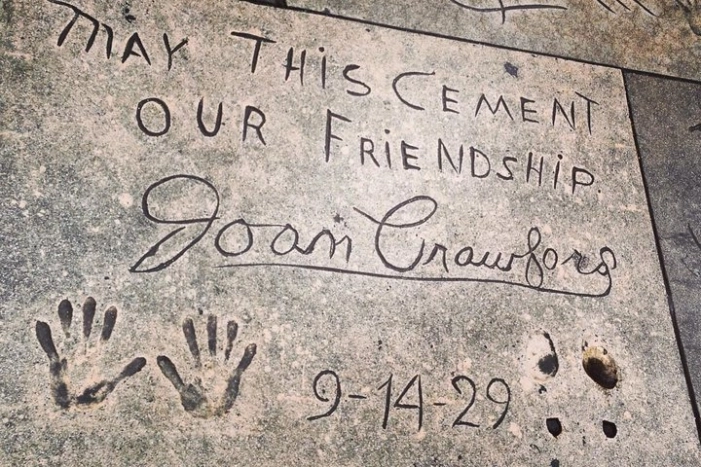 MAY THiS CEMENT
OUR FRiENDSHiP.
Joan Crawford
9-14-29